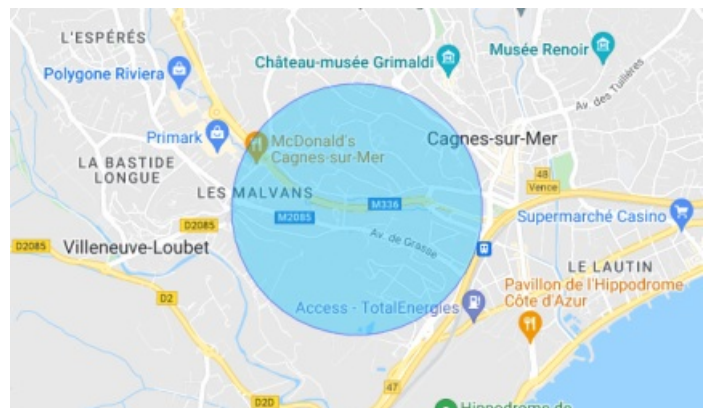 L'ESPÉRÉS
Polygone Riviera
Château-musée Grimaldi
Musée Renoir
Av. des Tuilières
Primark
McDonald's
Cagnes-sur-Mer
Cagnes-sur-Mer
LA BASTIDE
LONGUE
LES MALVANS
48
Vence
M336
M2085
Supermarché Casino
D2085
D2085
Villeneuve-Loubet
Av. de Grasse
LE LAUTIN
D2
Access - TotalEnergies
Pavillon de l'Hippodrome
Côte d'Azur
47
D2D
Hippodrome de